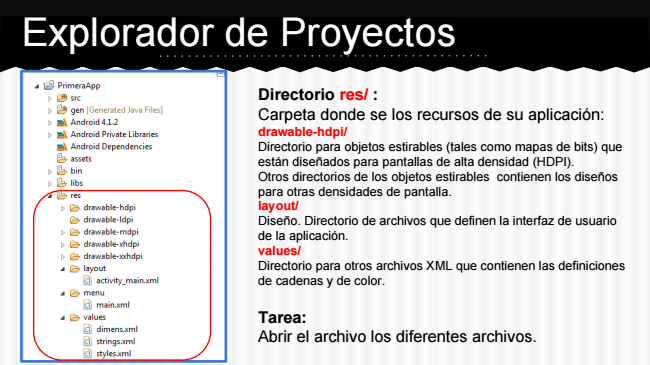 Explorador de Proyectos
PrimeraApp
src
gen [Generated Java Files]
Android 4.1.2
Android Private Libraries
Android Dependencies
assets
bin
libs
res
drawable-hdpi
drawable-ldpi
drawable-mdpi
drawable-xhdpi
drawable-xxhdpi
layout
activity_main.xml
menu
main.xml
values
dimens.xml
strings.xml
styles.xml
Directorio res/ :
Carpeta donde se los recursos de su aplicación:
drawable-hdpi/
Directorio para objetos estirables (tales como mapas de bits) que
están diseñados para pantallas de alta densidad (HDPI).
Otros directorios de los objetos estirables contienen los diseños
para otras densidades de pantalla.
layout/
Diseño. Directorio de archivos que definen la interfaz de usuario
de la aplicación.
values/
Directorio para otros archivos XML que contienen las definiciones
de cadenas y de color.
Tarea:
Abrir el archivo los diferentes archivos.